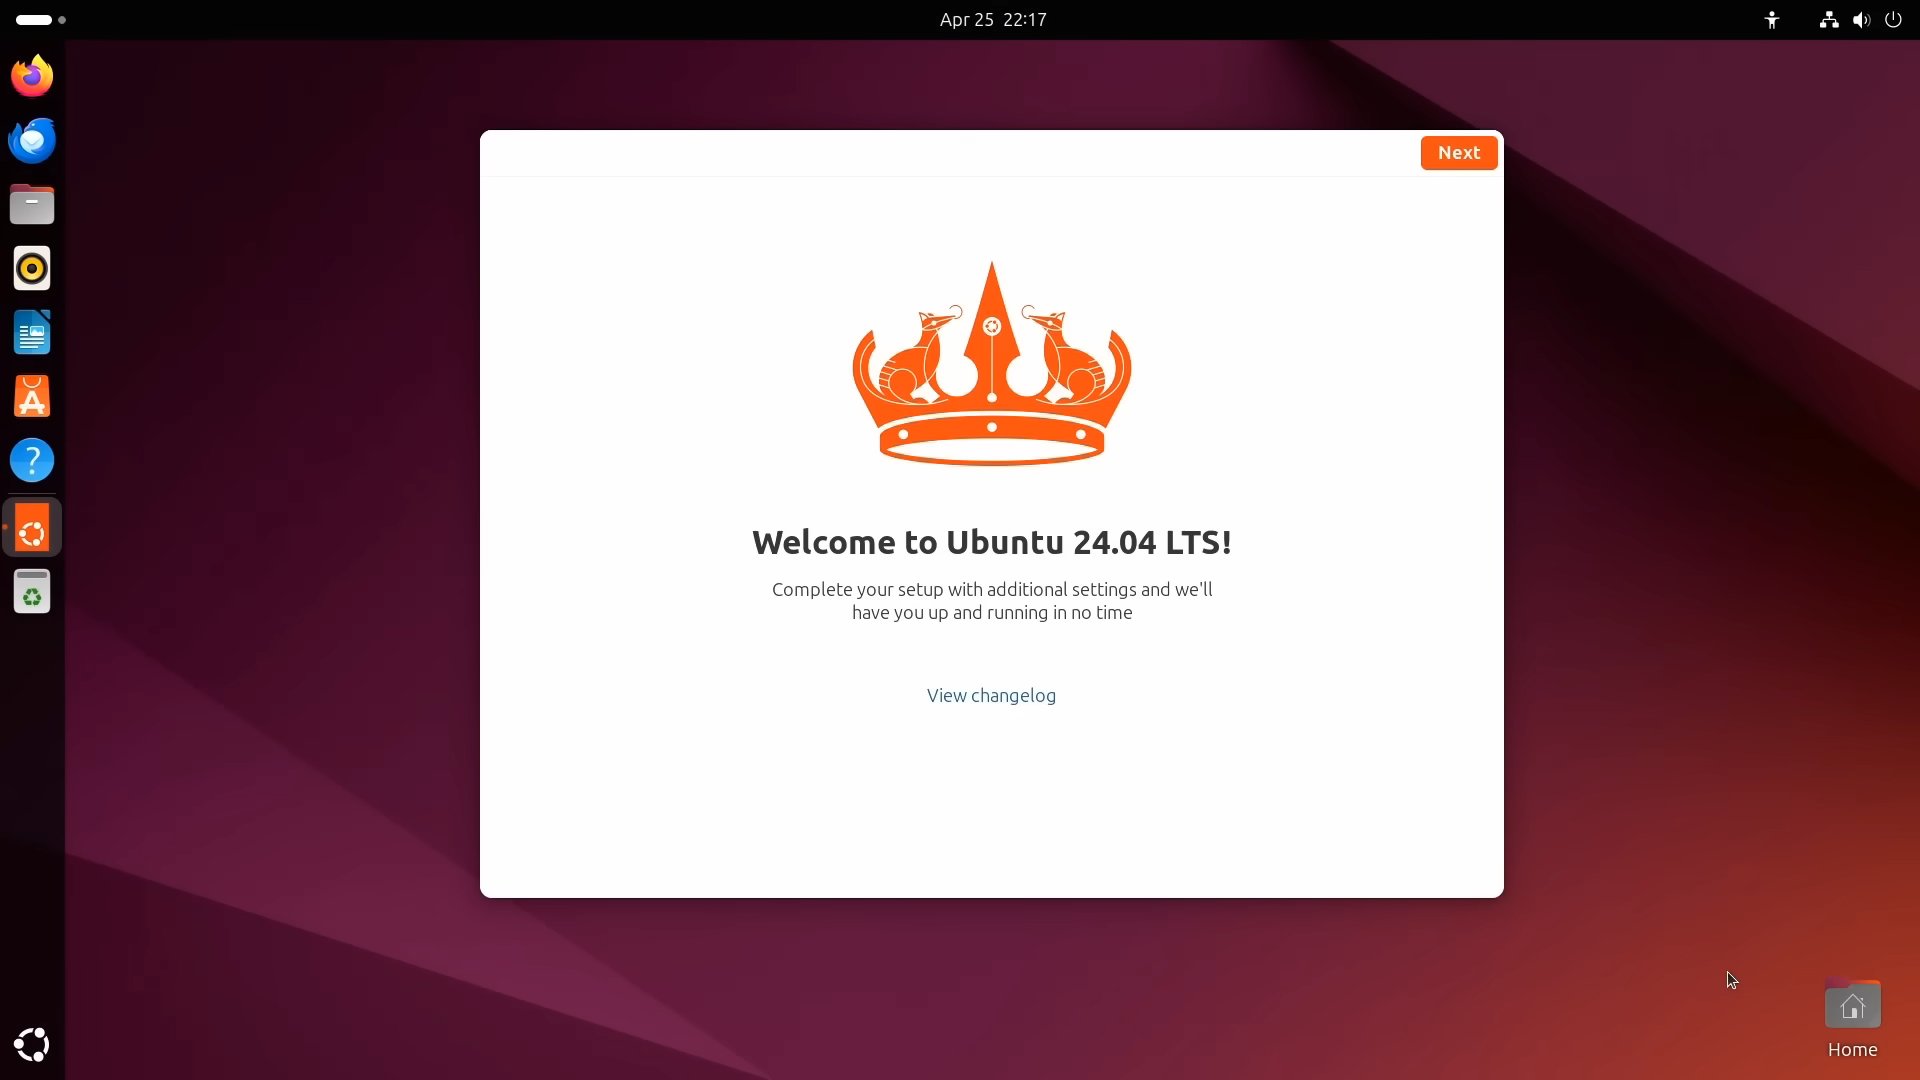 Apr 25 22:17
Next
Welcome to Ubuntu 24.04 LTS!
Complete your setup with additional settings and we'll
have you up and running in no time
View changelog
Home